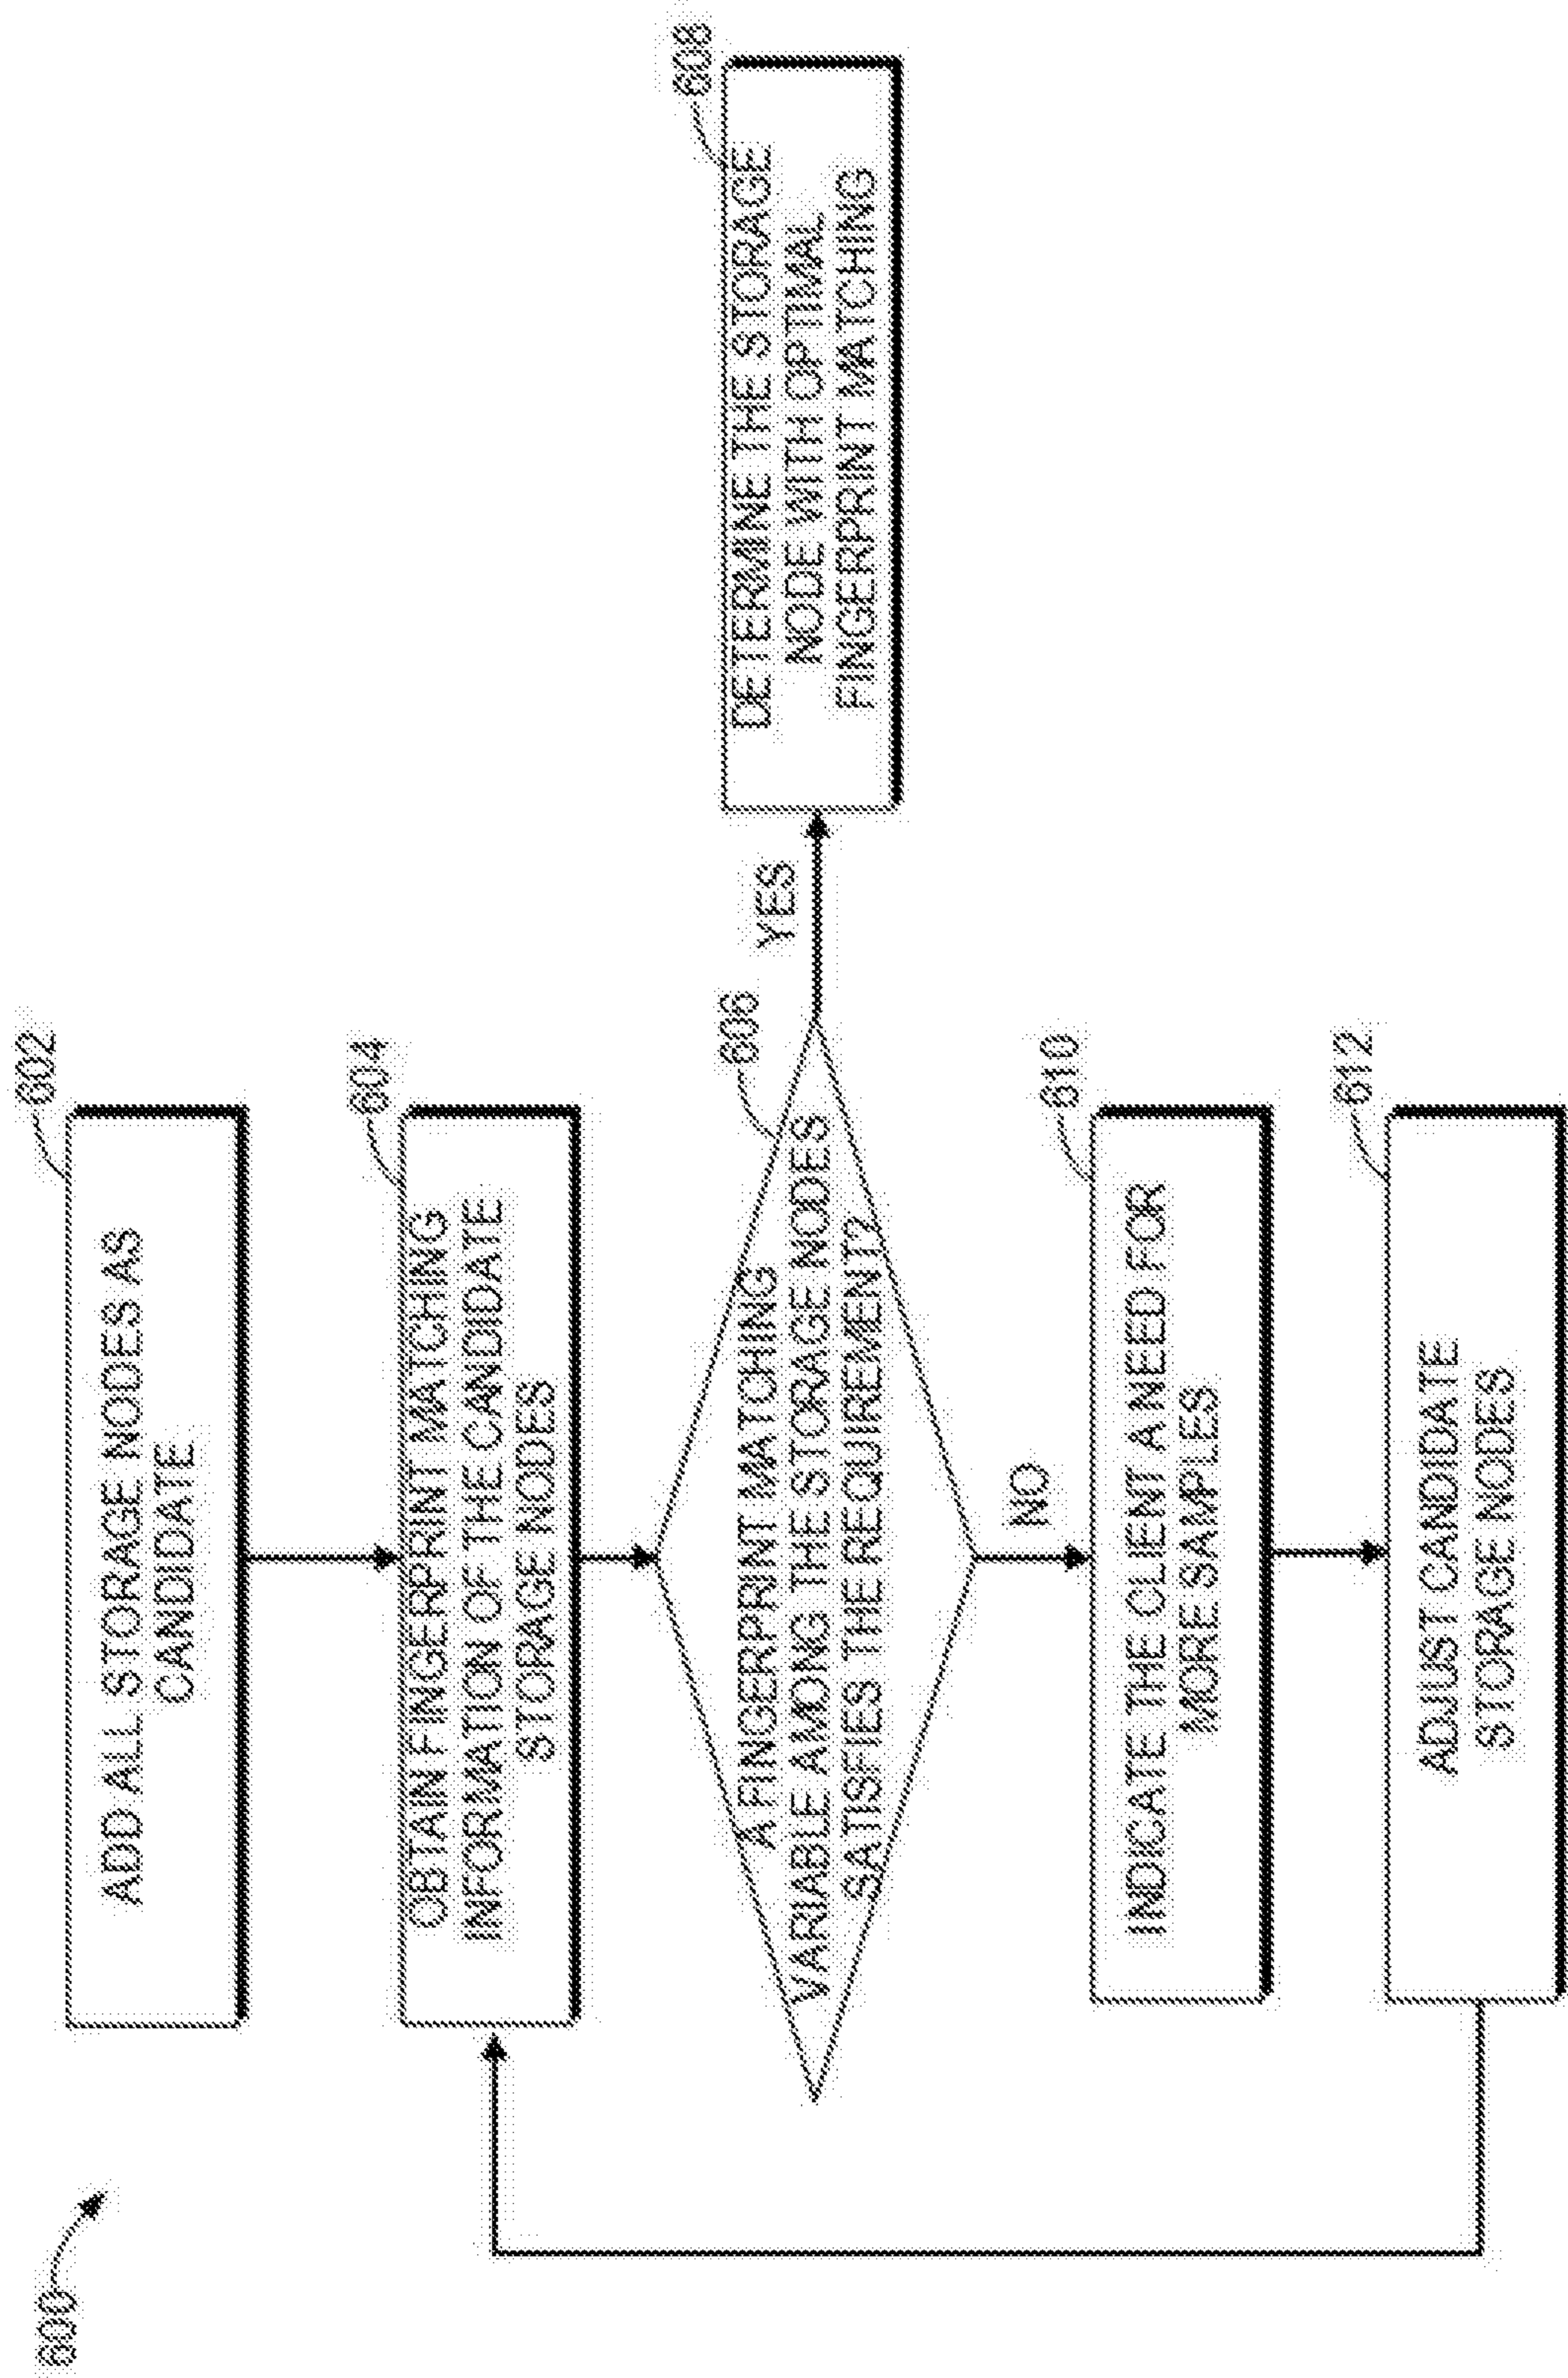 600
602
ADD ALL STORAGE NODES AS
CANDIDATE
604
OBTAIN FINGERPRINT MATCHING
INFORMATION OF THE CANDIDATE
STORAGE NODES
606
A FINGERPRINT MATCHING
VARIABLE AMONG THE STORAGE NODES
SATISFIES THE REQUIREMENT?
YES
608
DETERMINE THE STORAGE
NODE WITH OPTIMAL
FINGERPRINT MATCHING
NO
610
INDICATE THE CLIENT A NEED FOR
MORE SAMPLES
612
ADJUST CANDIDATE
STORAGE NODES